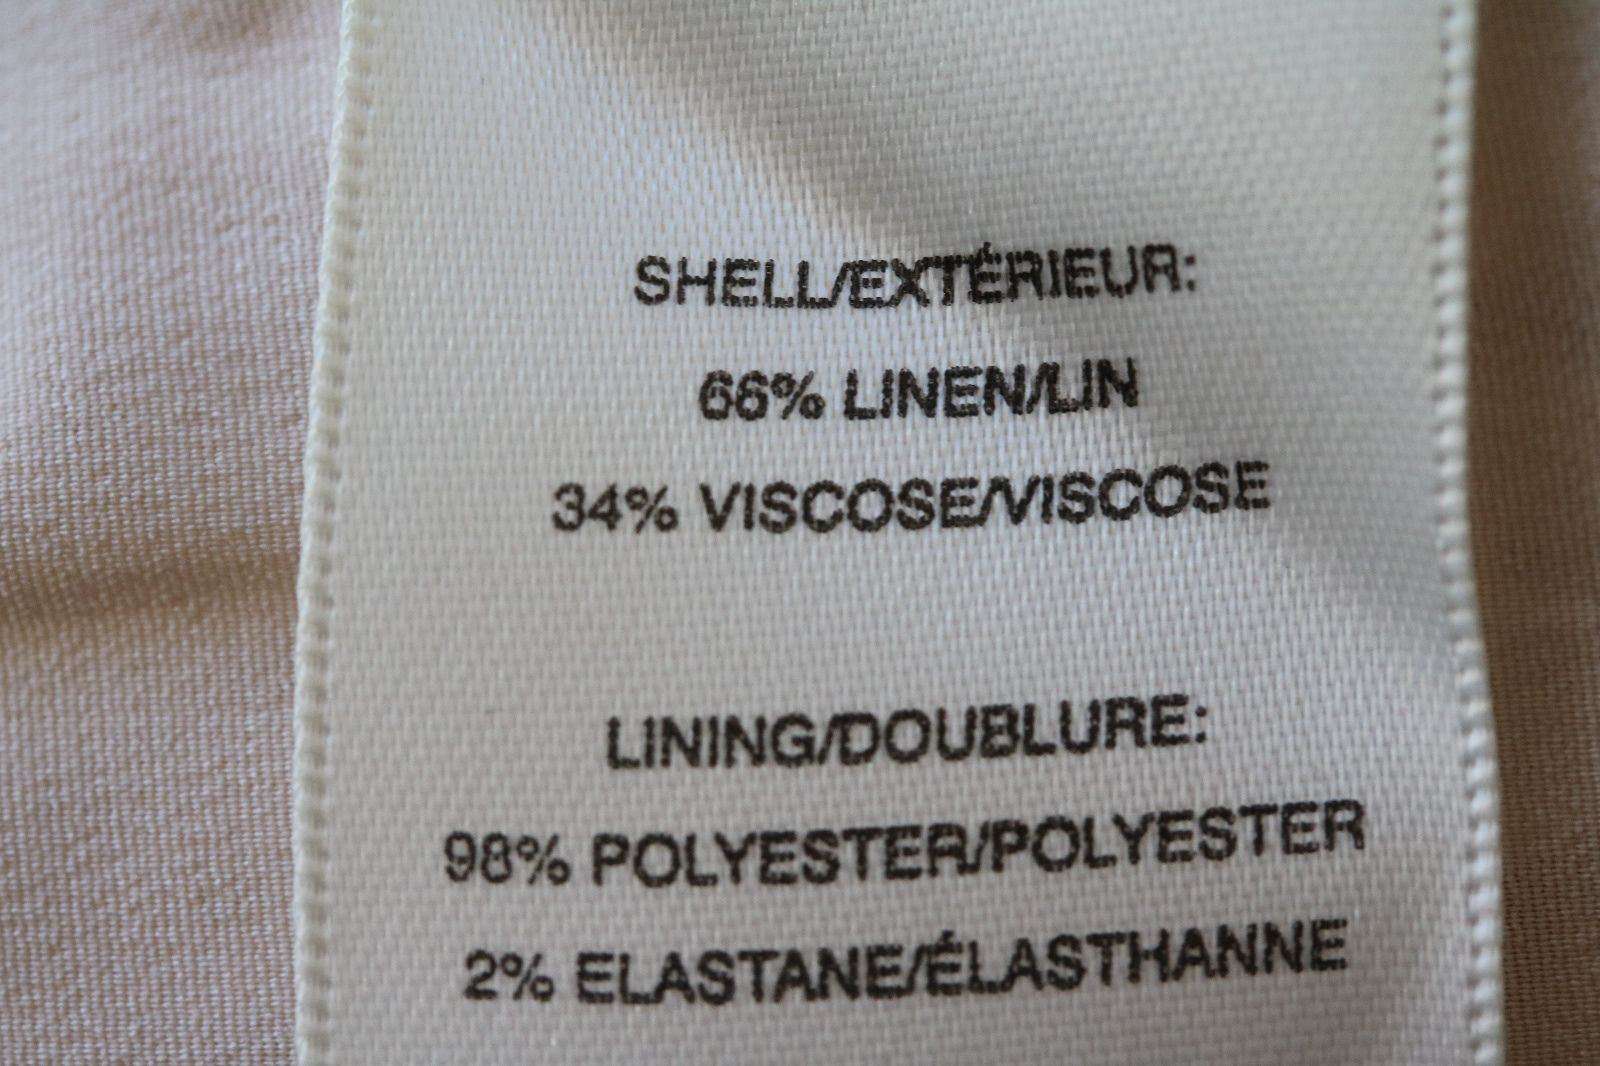 SHELL/EXTÉRIEUR:
66% LINEN/LIN
34% VISCOSE/VISCOSE
LINING/DOUBLURE:
98% POLYESTER/POLYESTER
2% ELASTANE/ÉLASTHANNE